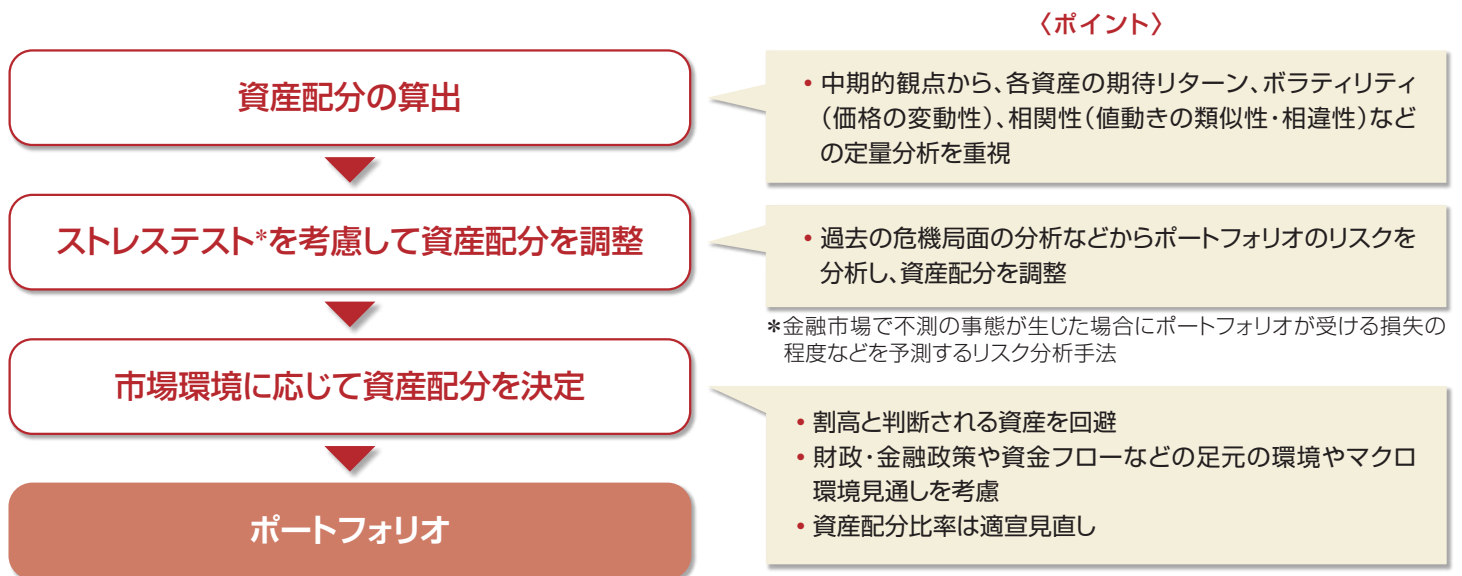 〈ポイント〉
資産配分の算出
•中期的観点から、各資産の期待リターン、ボラティリティ
(価格の変動性)、相関性(値動きの類似性・相違性)など
の定量分析を重視
ストレステスト*を考慮して資産配分を調整
•過去の危機局面の分析などからポートフォリオのリスクを
分析し、資産配分を調整
*金融市場で不測の事態が生じた場合にポートフォリオが受ける損失の
程度などを予測するリスク分析手法
市場環境に応じて資産配分を決定
•割高と判断される資産を回避
•財政・金融政策や資金フローなどの足元の環境やマクロ
環境見通しを考慮
•資産配分比率は適宜見直し
ポートフォリオ